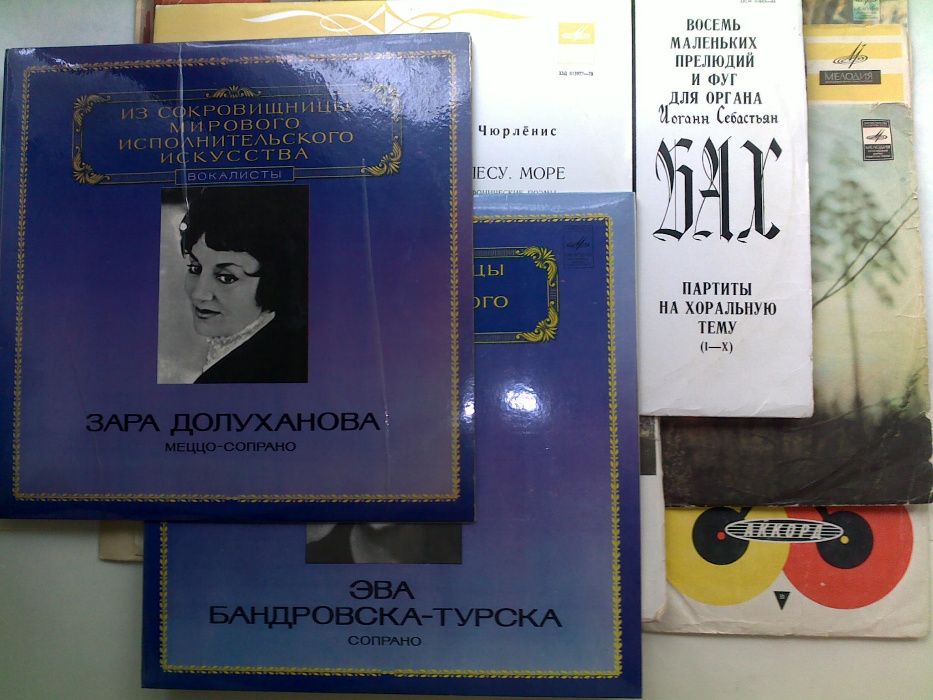 ИЗ СОКРОВИЩНИЦЫ
МИРОВОГО
ИСПОЛНИТЕЛЬСКОГО
ИСКУССТВА
ВОКАЛИСТЫ
ЗАРА ДОЛУХАНОВА
МЕЦЦО-СОПРАНО
ЦЫ
ОГО
ЭВА
БАНДРОВСКА-ТУРСКА
СОПРАНО
Чюрлёнис
ЛЕСУ. МОРЕ
ВОСЕМЬ
МАЛЕНЬКИХ
ПРЕЛЮДИЙ
И ФУГ
ДЛЯ ОРГАНА
Иоганн Себастьян
БАХ
ПАРТИТЫ
НА ХОРАЛЬНУЮ
ТЕМУ
(I—X)
МЕЛОДИЯ
МЕЛОДИЯ
АККОРД